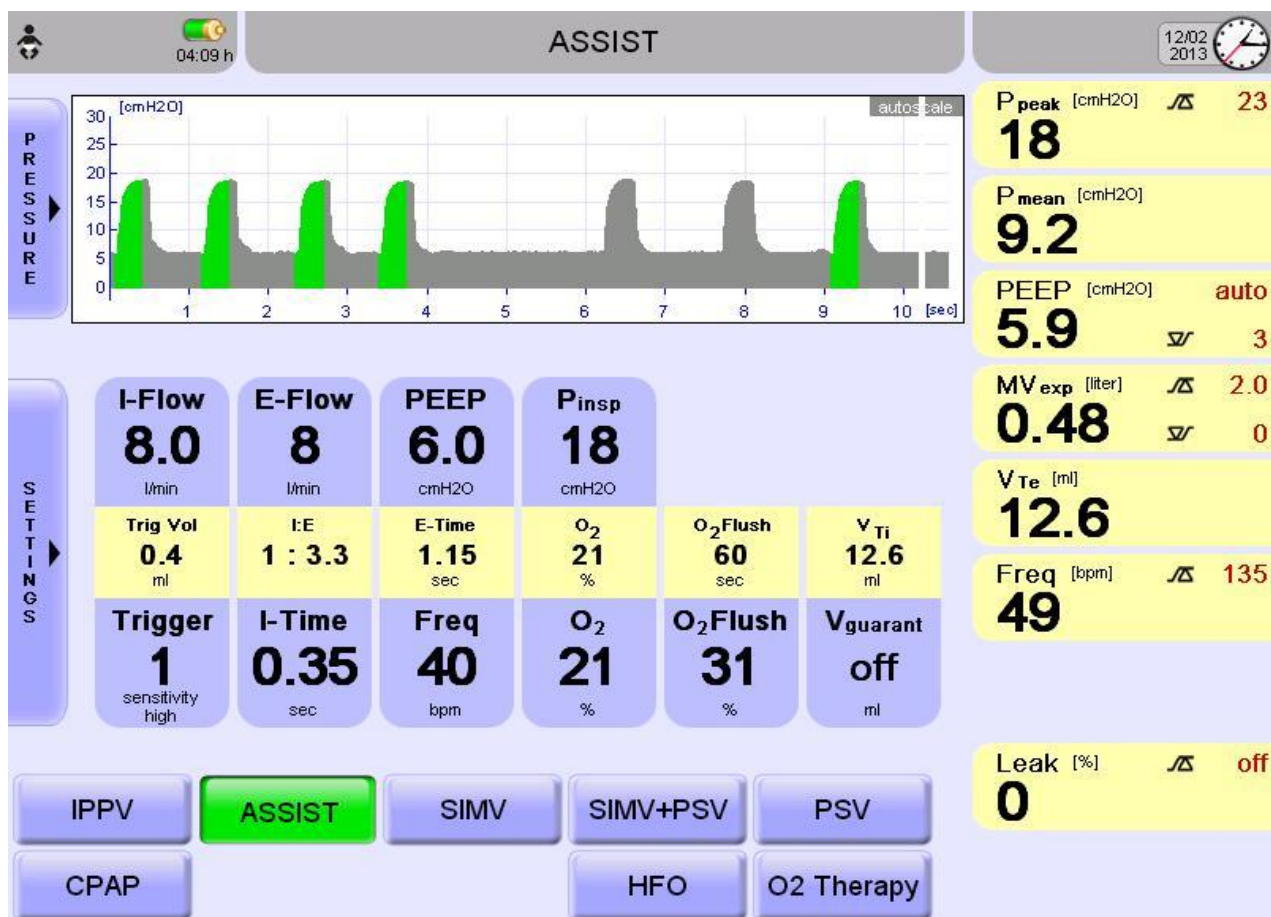 04:09 h
ASSIST
12/02
2013
PRESSURE
[cmH2O]
autoscale
30
25
20
15
10
5
0
1 2 3 4 5 6 7 8 9 10 [sec]
P peak [cmH2O] 23
18
P mean [cmH2O]
9.2
PEEP [cmH2O] auto
5.9 3
MV exp [liter] 2.0
0.48 0
V Te [ml]
12.6
Freq [bpm] 135
49
Leak [%] off
0
SETTINGS
I-Flow E-Flow PEEP Pinsp
8.0 8 6.0 18
l/min l/min cmH2O cmH2O
Trig Vol I:E E-Time O2 O2Flush V Ti
0.4 1 : 3.3 1.15 21 60 12.6
ml sec % sec ml
Trigger I-Time Freq O2 O2Flush Vguarant
1 0.35 40 21 31 off
sensitivity
high sec bpm % % ml
IPPV ASSIST SIMV SIMV+PSV PSV
CPAP HFO O2 Therapy